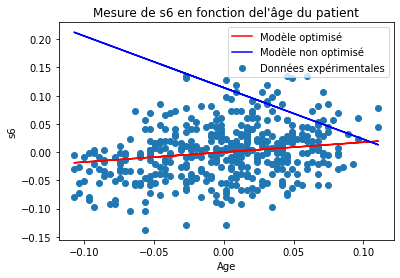 Mesure de s6 en fonction del'âge du patient
Modèle optimisé
Modèle non optimisé
Données expérimentales
s6
0.20
0.15
0.10
0.05
0.00
−0.05
−0.10
−0.15
−0.10
−0.05
0.00
0.05
0.10
Age